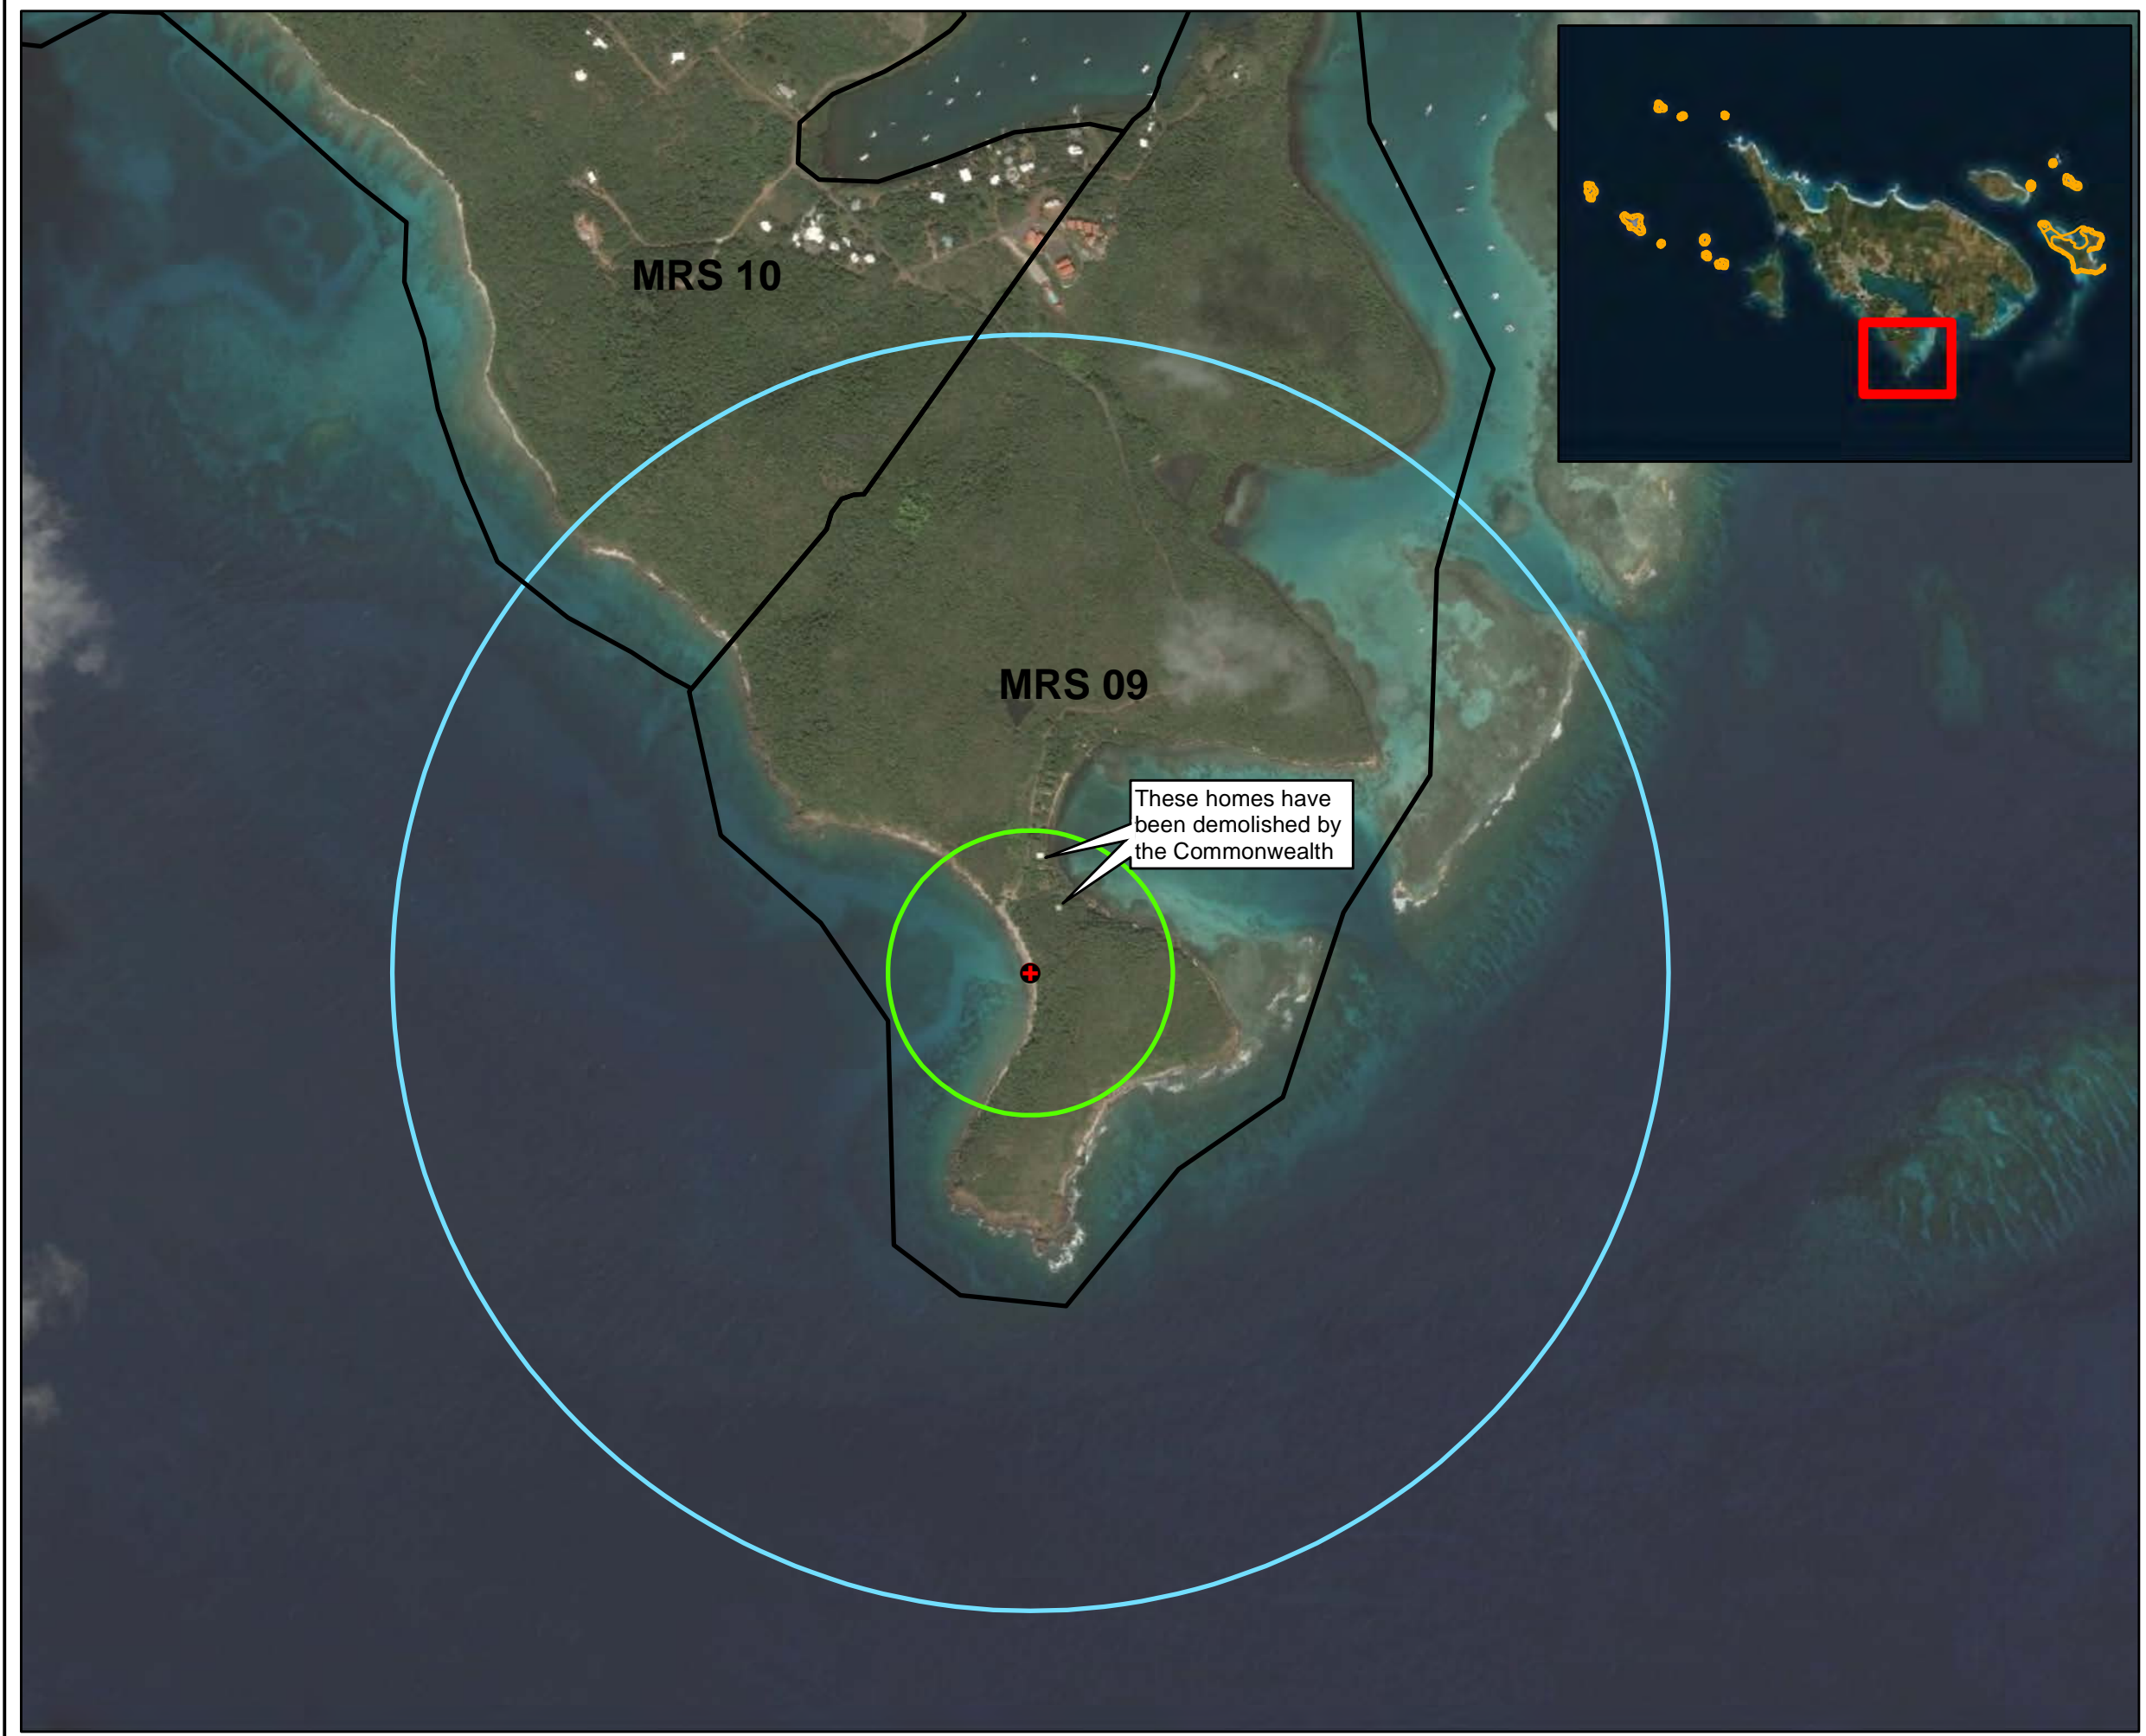 MRS 10
MRS 09
These homes have
been demolished by
the Commonwealth